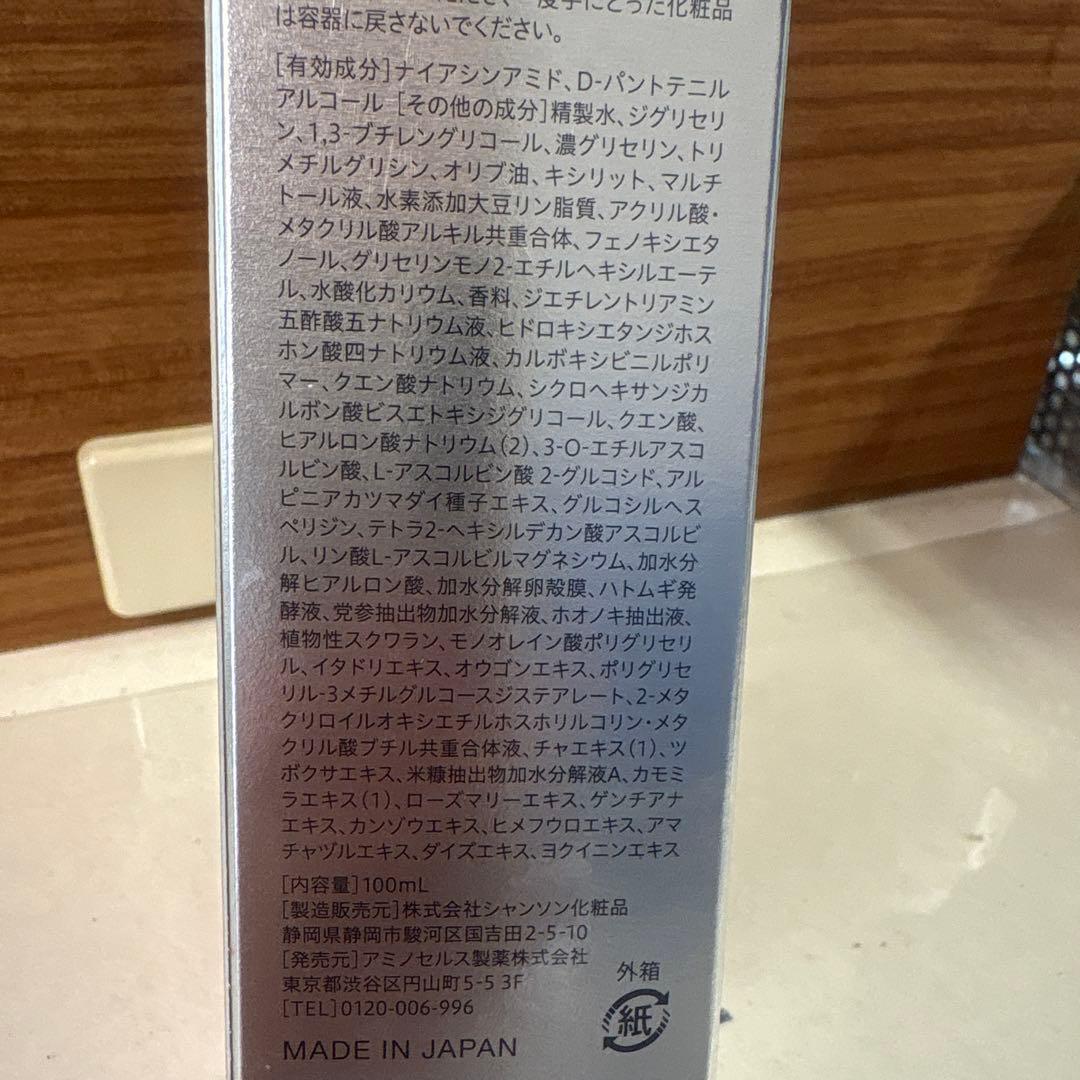 度手にとった化粧品
は容器に戻さないでください。
[有効成分]ナイアシンアミド、D-パントテニル
アルコール [その他の成分]精製水、ジグリセリ
ン、1,3-ブチレングリコール、濃グリセリン、トリ
メチルグリシン、オリブ油、キシリット、マルチ
トール液、水素添加大豆リン脂質、アクリル酸・
メタクリル酸アルキル共重合体、フェノキシエタ
ノール、グリセリンモノ2-エチルヘキシルエーテ
ル、水酸化カリウム、香料、ジエチレントリアミン
五酢酸五ナトリウム液、ヒドロキシエタンジホス
ホン酸四ナトリウム液、カルボキシビニルポリ
マー、クエン酸ナトリウム、シクロヘキサンジカ
ルボン酸ビスエトキシジグリコール、クエン酸、
ヒアルロン酸ナトリウム(2)、3-O-エチルアスコ
ルビン酸、L-アスコルビン酸 2-グルコシド、アル
ピニアカツマダイ種子エキス、グルコシルヘス
ペリジン、テトラ2-ヘキシルデカン酸アスコルビ
ル、リン酸L-アスコルビルマグネシウム、加水分
解ヒアルロン酸、加水分解卵殻膜、ハトムギ発
酵液、党参抽出物加水分解液、ホオノキ抽出液、
植物性スクワラン、モノオレイン酸ポリグリセリ
ル、イタドリエキス、オウゴンエキス、ポリグリセ
リル-3メチルグルコースジステアレート、2-メタ
クリロイルオキシエチルホスホリルコリン・メタ
クリル酸ブチル共重合体液、チャエキス(1)、ツ
ボクサエキス、米糠抽出物加水分解液A、カモミ
ラエキス(1)、ローズマリーエキス、ゲンチアナ
エキス、カンゾウエキス、ヒメフウロエキス、アマ
チャヅルエキス、ダイズエキス、ヨクイニンエキス
[内容量]100mL
[製造販売元]株式会社シャンソン化粧品
静岡県静岡市駿河区国吉田2-5-10
[発売元]アミノセルス製薬株式会社
東京都渋谷区円山町5-5 3F
[TEL]0120-006-996
外箱
紙
MADE IN JAPAN